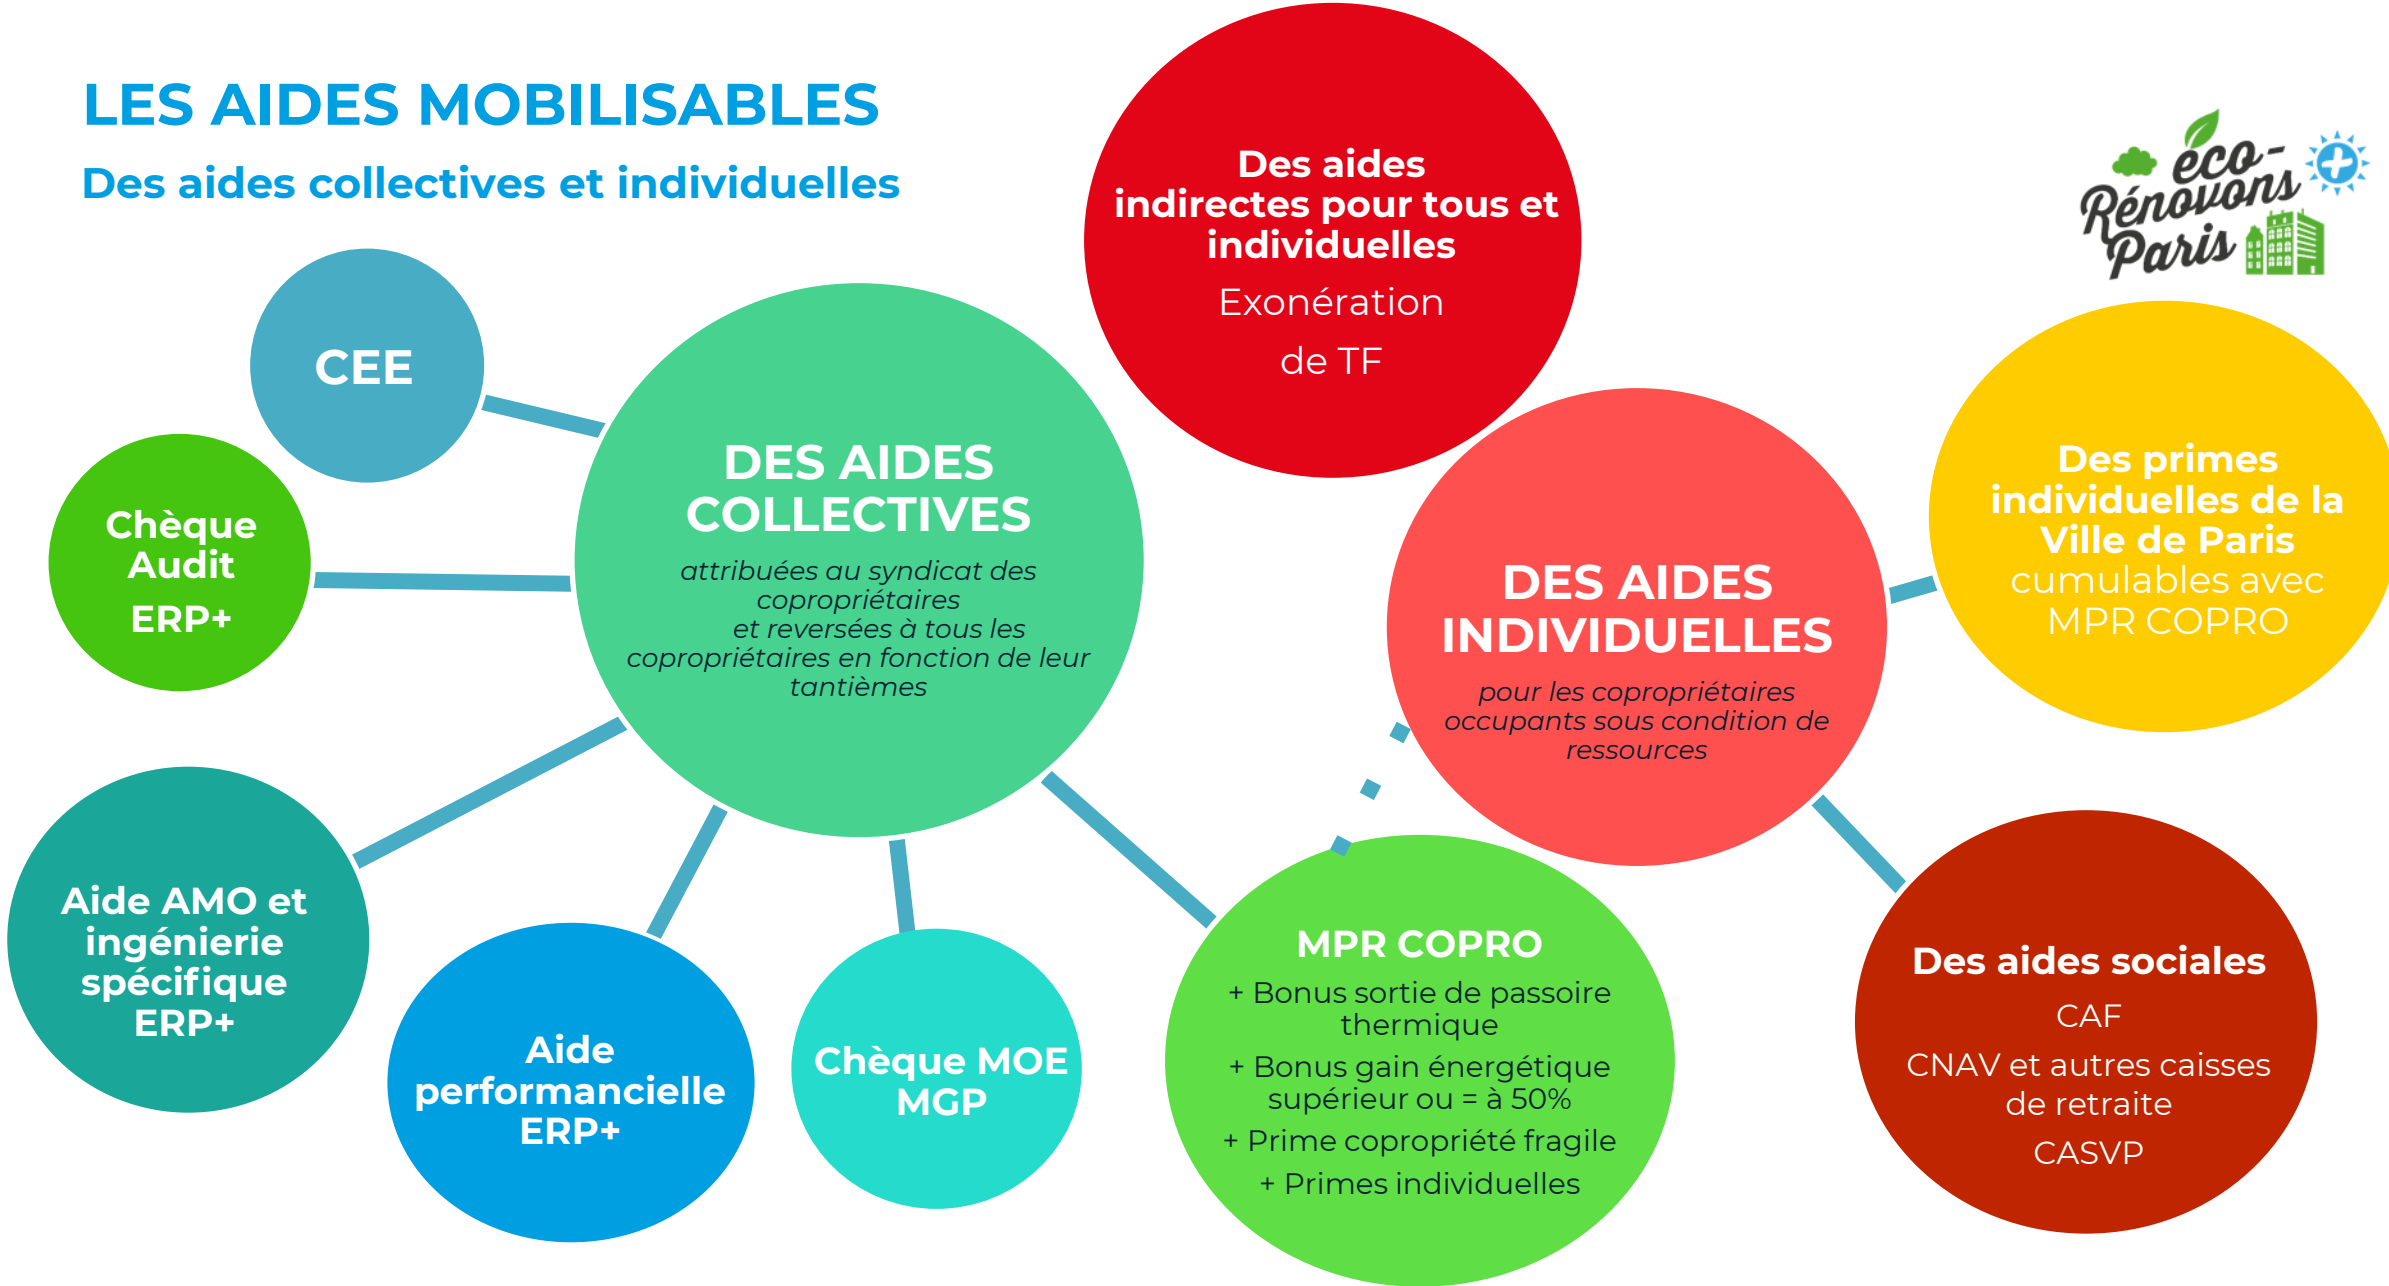 LES AIDES MOBILISABLES
Des aides collectives et individuelles
éco-
Rénovons
Paris
Des aides
indirectes pour tous et
individuelles
Exonération
de TF
CEE
Chèque
Audit
ERP+
DES AIDES
COLLECTIVES
attribuées au syndicat des
copropriétaires
et reversées à tous les
copropriétaires en fonction de leur
tantièmes
DES AIDES
INDIVIDUELLES
pour les copropriétaires
occupants sous condition de
ressources
Des primes
individuelles de la
Ville de Paris
cumulables avec
MPR COPRO
Aide AMO et
ingénierie
spécifique
ERP+
Aide
performancielle
ERP+
Chèque MOE
MGP
MPR COPRO
+ Bonus sortie de passoire
thermique
+ Bonus gain énergétique
supérieur ou = à 50%
+ Prime copropriété fragile
+ Primes individuelles
Des aides sociales
CAF
CNAV et autres caisses
de retraite
CASVP